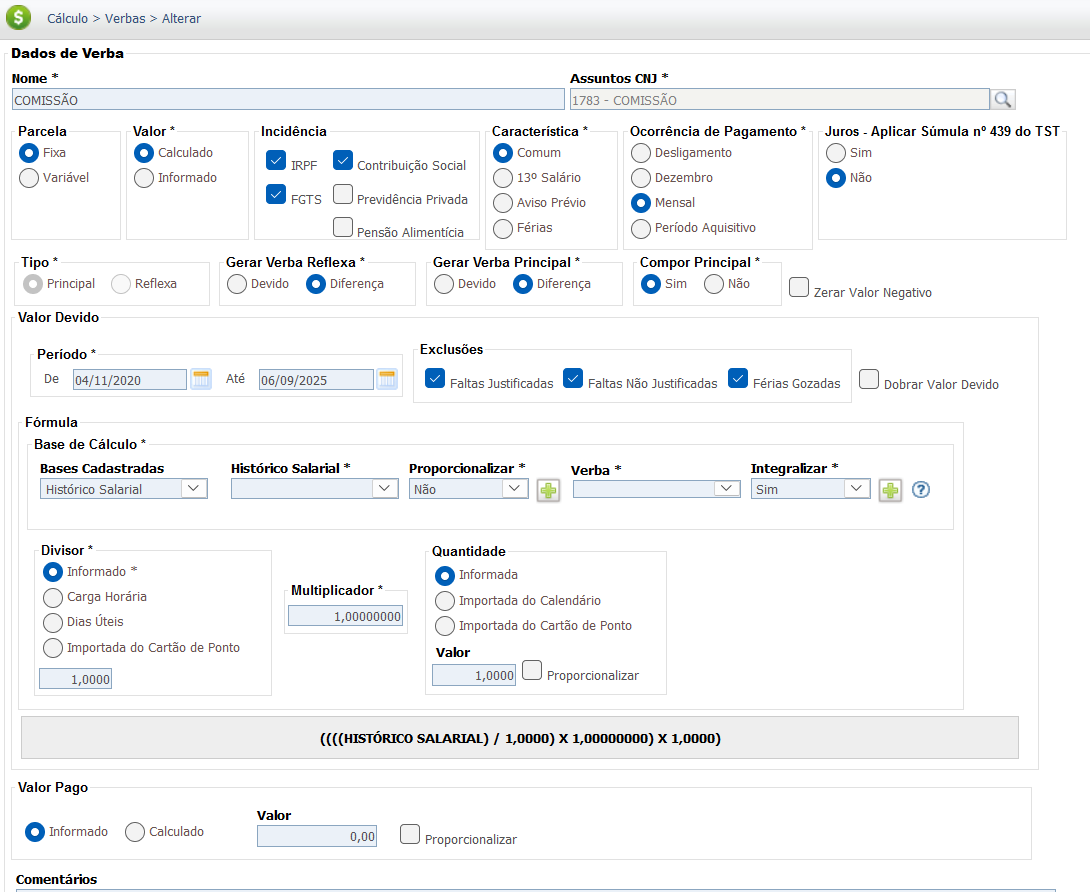 Cálculo > Verbas > Alterar
Dados de Verba
Nome * Assuntos CNJ *
COMISSÃO 1783 - COMISSÃO
Parcela Valor * Incidência Característica * Ocorrência de Pagamento * Juros - Aplicar Súmula nº 439 do TST
Fixa Calculado IRPF Contribuição Social Comum Desligamento Sim
Variável Informado FGTS Previdência Privada 13º Salário Dezembro Não
Pensão Alimentícia Aviso Prévio Mensal
Férias Período Aquisitivo
Tipo * Gerar Verba Reflexa * Gerar Verba Principal * Compor Principal *
Principal Reflexa Devido Diferença Devido Diferença Sim Não Zerar Valor Negativo
Valor Devido
Período * Exclusões
De 04/11/2020 Até 06/09/2025 Faltas Justificadas Faltas Não Justificadas Férias Gozadas Dobrar Valor Devido
Fórmula
Base de Cálculo *
Bases Cadastradas Histórico Salarial * Proporcionalizar * Verba * Integralizar *
Histórico Salarial Não Sim ?
Divisor * Quantidade
Informado * Informada
Carga Horária Multiplicador * Importada do Calendário
Dias Úteis 1,00000000 Importada do Cartão de Ponto
Importada do Cartão de Ponto Valor
1,0000 1,0000 Proporcionalizar
((((HISTÓRICO SALARIAL) / 1,0000) X 1,00000000) X 1,0000)
Valor Pago
Informado Calculado Valor
0,00 Proporcionalizar
Comentários